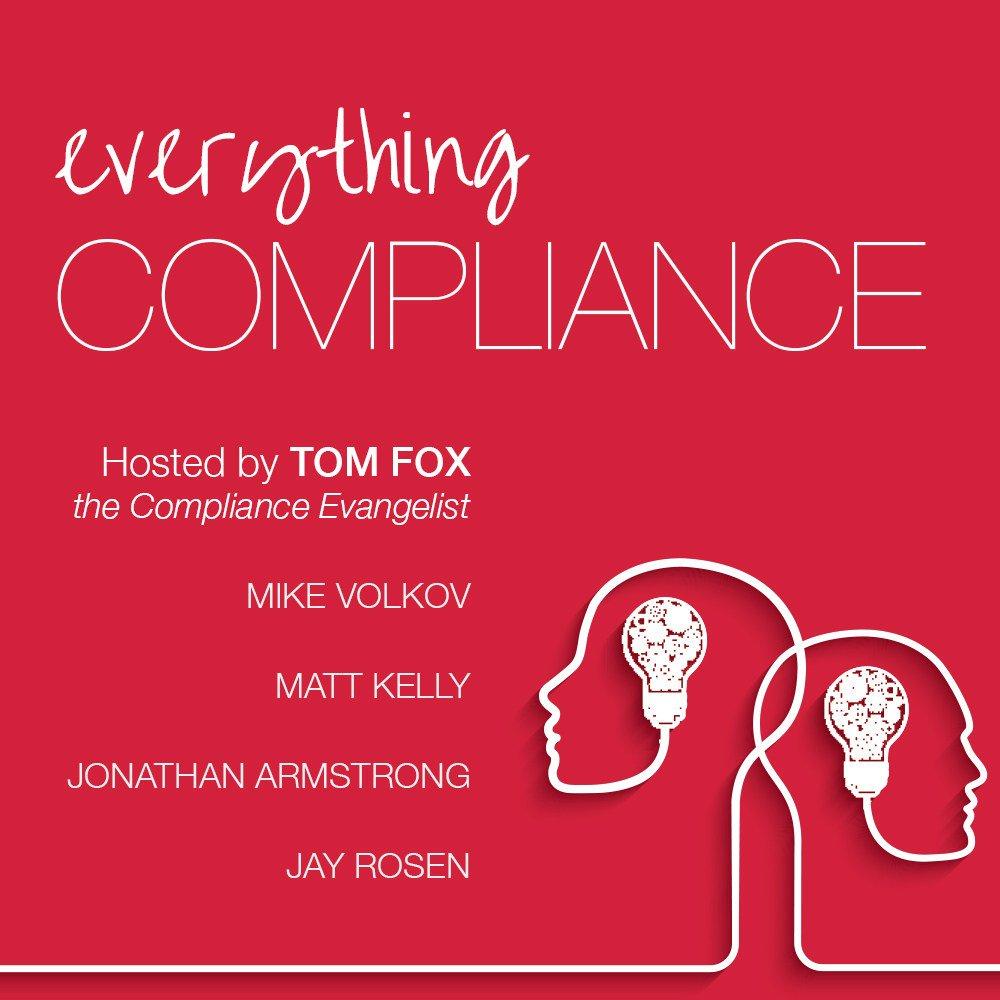 everything
COMPLIANCE
Hosted by TOM FOX
the Compliance Evangelist
MIKE VOLKOV
MATT KELLY
JONATHAN ARMSTRONG
JAY ROSEN